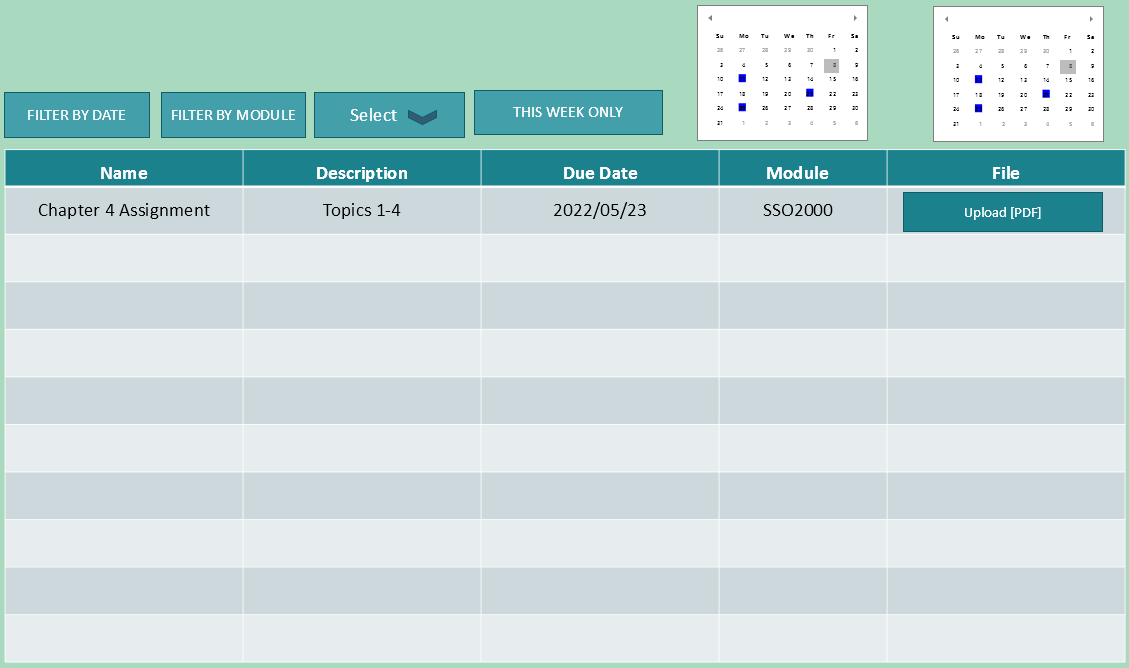 Su Mo Tu We Th Fr Sa
26 27 28 29 30 1 2
3 4 5 6 7 8 9
10 12 13 14 15 16
17 18 19 20 22 23
24 26 27 28 29 30
31 1 2 3 4 5 6
Su Mo Tu We Th Fr Sa
26 27 28 29 30 1 2
3 4 5 6 7 8 9
10 12 13 14 15 16
17 18 19 20 22 23
24 26 27 28 29 30
31 1 2 3 4 5 6
FILTER BY DATE
FILTER BY MODULE
Select
THIS WEEK ONLY
Name Description Due Date Module File
Chapter 4 Assignment Topics 1-4 2022/05/23 SSO2000 Upload [PDF]